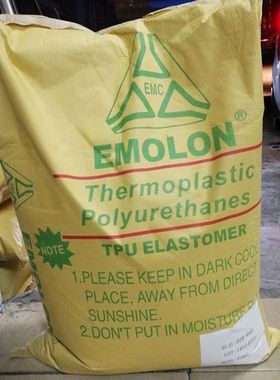 EMC
EMOLON®
Thermoplastic
Polyurethanes
NOTE
TPU ELASTOMER
1.PLEASE KEEP IN DARK COOL
PLACE, AWAY FROM DIRECT
SUNSHINE.
2.DON'T PUT IN MOISTURE